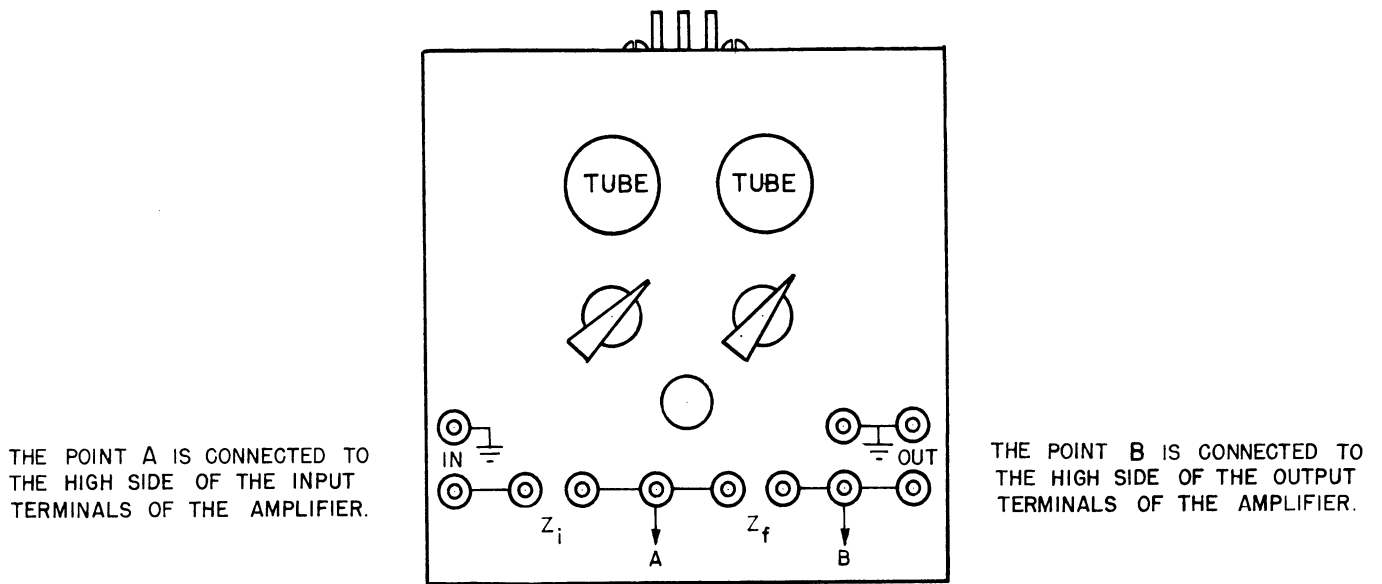 TUBE TUBE
IN OUT
THE POINT A IS CONNECTED TO
THE HIGH SIDE OF THE INPUT
TERMINALS OF THE AMPLIFIER.
THE POINT B IS CONNECTED TO
THE HIGH SIDE OF THE OUTPUT
TERMINALS OF THE AMPLIFIER.
Zi Zf
A B